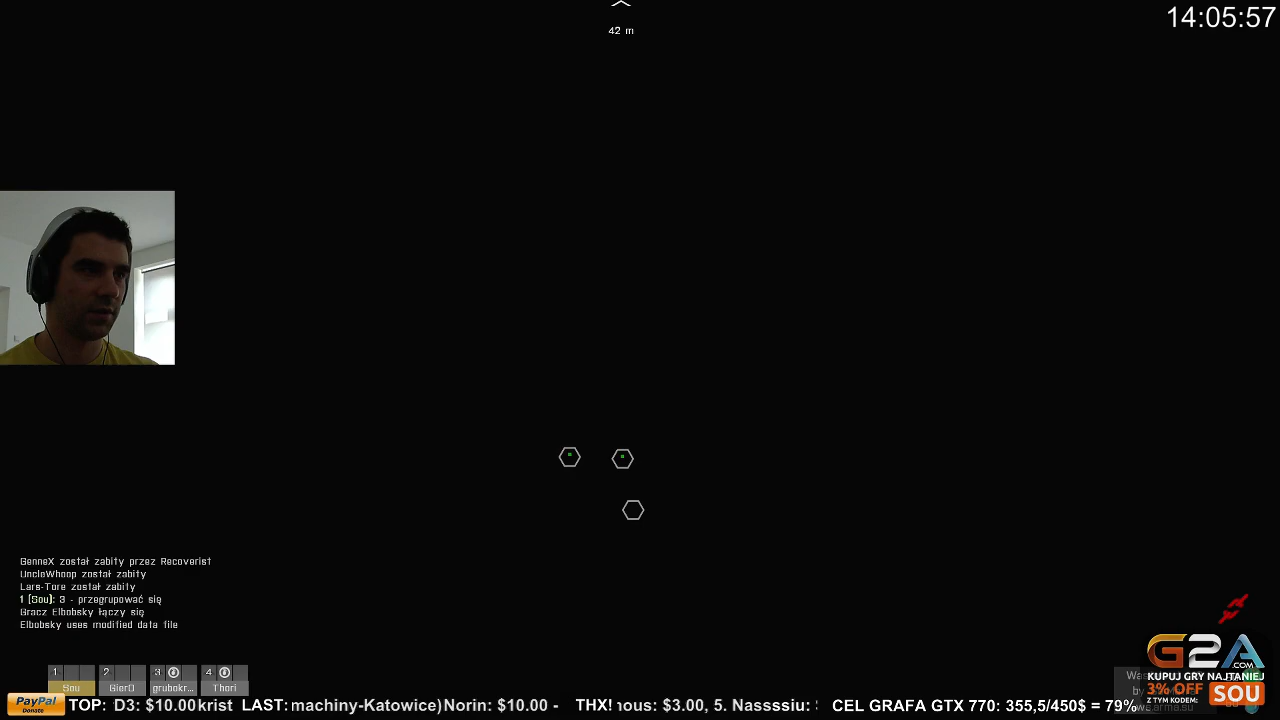 14:05:57
42 m
GenneX został zabity przez Recoverist
UncleWhoop został zabity
Lars-Tore został zabity
1 (Sou): 3 - przegrupować się
Gracz Elbobsky łączy się
Elbobsky uses modified data file
1 2 3 4
Sou GierO grubokr... Thori
G2A
.COM
KUPUJ GRY NAJTANIEJ
3% OFF
Z TYM KODEM:
SOU
PayPal
Donate
TOP: D3: $10.00krist LAST: machiny-Katowice) Norin: $10.00 - THX! nous: $3.00, 5. Nassssiu: CEL GRAFA GTX 770: 355,5/450$ = 79%